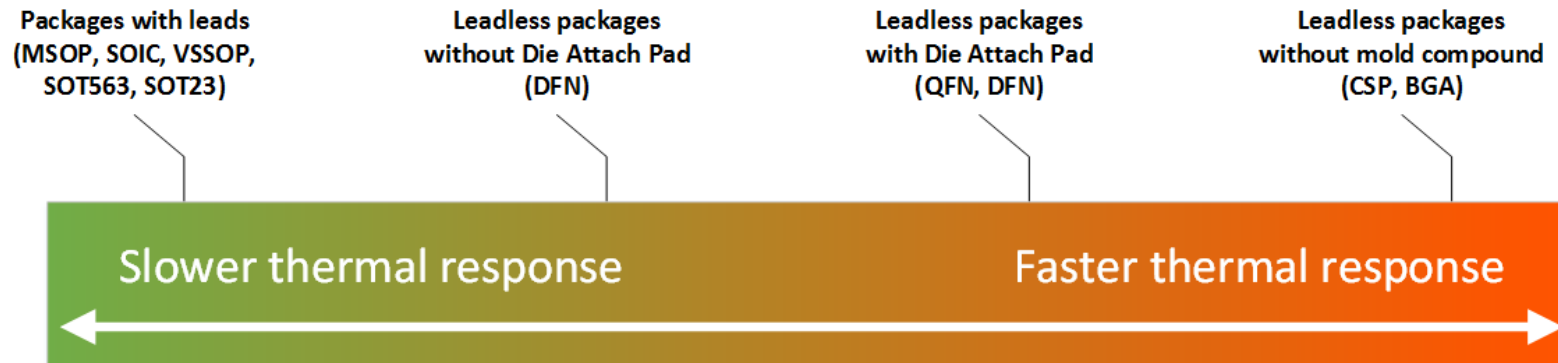 Packages with leads
(MSOP, SOIC, VSSOP,
SOT563, SOT23)
Leadless packages
without Die Attach Pad
(DFN)
Leadless packages
with Die Attach Pad
(QFN, DFN)
Leadless packages
without mold compound
(CSP, BGA)
Slower thermal response
Faster thermal response